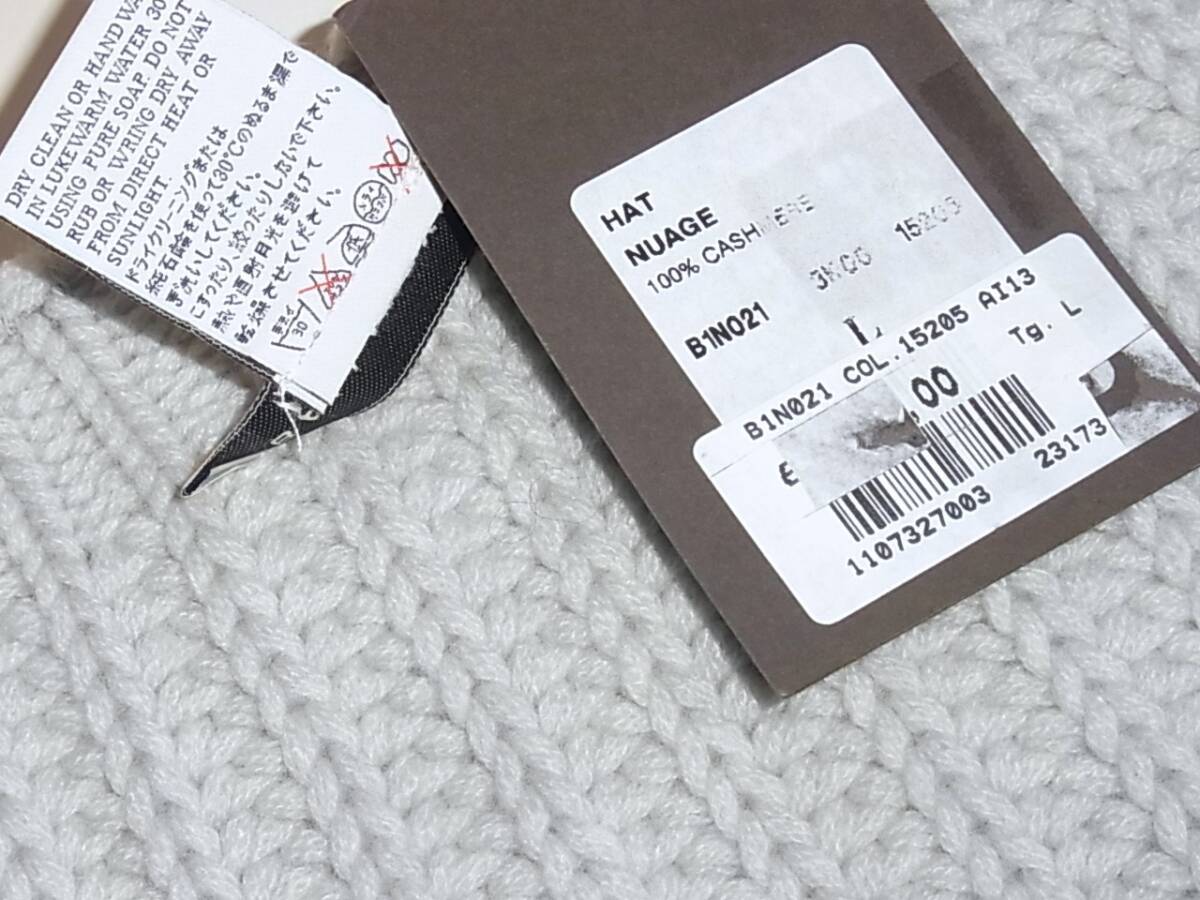 DRY CLEAN OR HAND WA
IN LUKEWARM WATER 30
USING PURE SOAP. DO NOT
RUB OR WRING DRY AWAY
FROM DIRECT HEAT OR
SUNLIGHT.
ドライクリーニングまたは
純石鹸を使って30℃のぬるま湯で
手洗いしてください。
こすったり、絞ったりしないで下さい。
熱や直射日光を避けて
乾燥させてください。
30
HAT
NUAGE
100% CASHMERE
B1N021
15205
L
B1N021 COL.15205 AI13
Tg. L
€ ,00
1107327003
23173